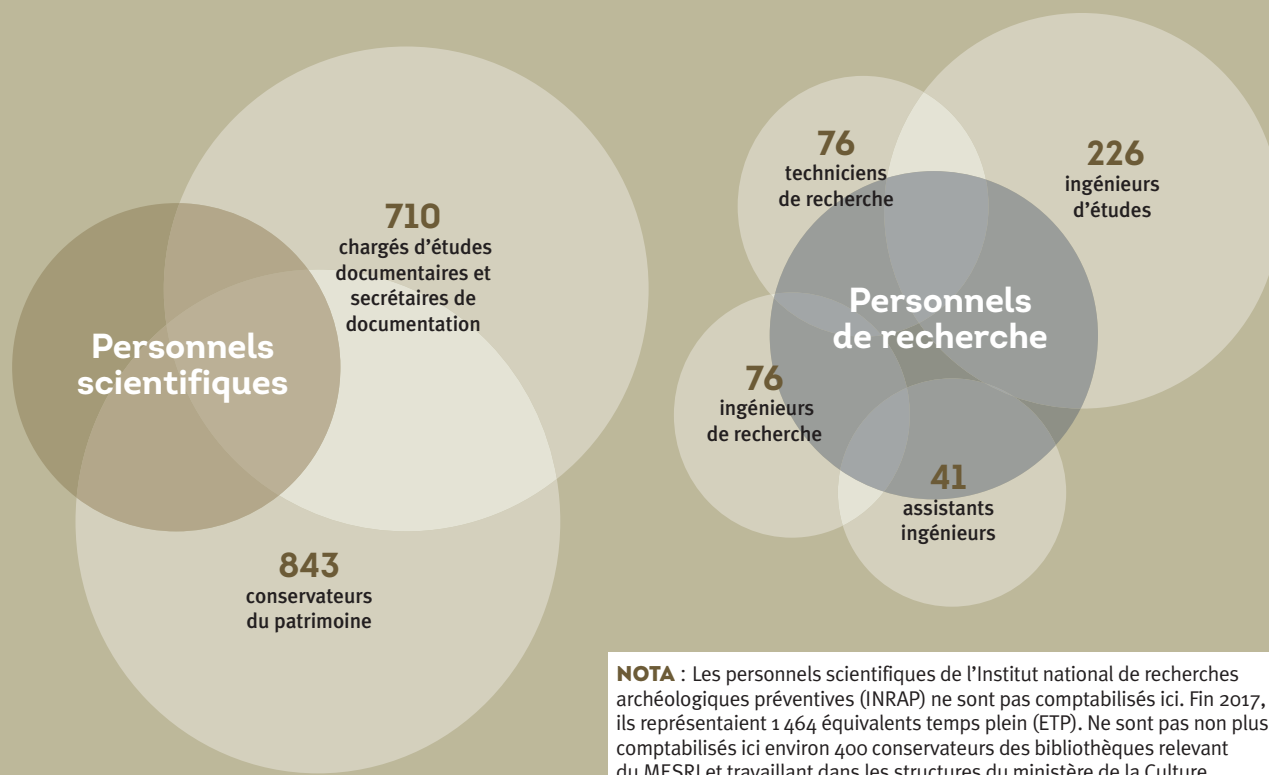 710
chargés d'études
documentaires et
secrétaires de
documentation
Personnels
scientifiques
843
conservateurs
du patrimoine
76
techniciens
de recherche
226
ingénieurs
d'études
Personnels
de recherche
76
ingénieurs
de recherche
41
assistants
ingénieurs
NOTA : Les personnels scientifiques de l'Institut national de recherches
archéologiques préventives (INRAP) ne sont pas comptabilisés ici. Fin 2017,
ils représentaient 1 464 équivalents temps plein (ETP). Ne sont pas non plus
comptabilisés ici environ 400 conservateurs des bibliothèques relevant
du MESRI et travaillant dans les structures du ministère de la Culture.